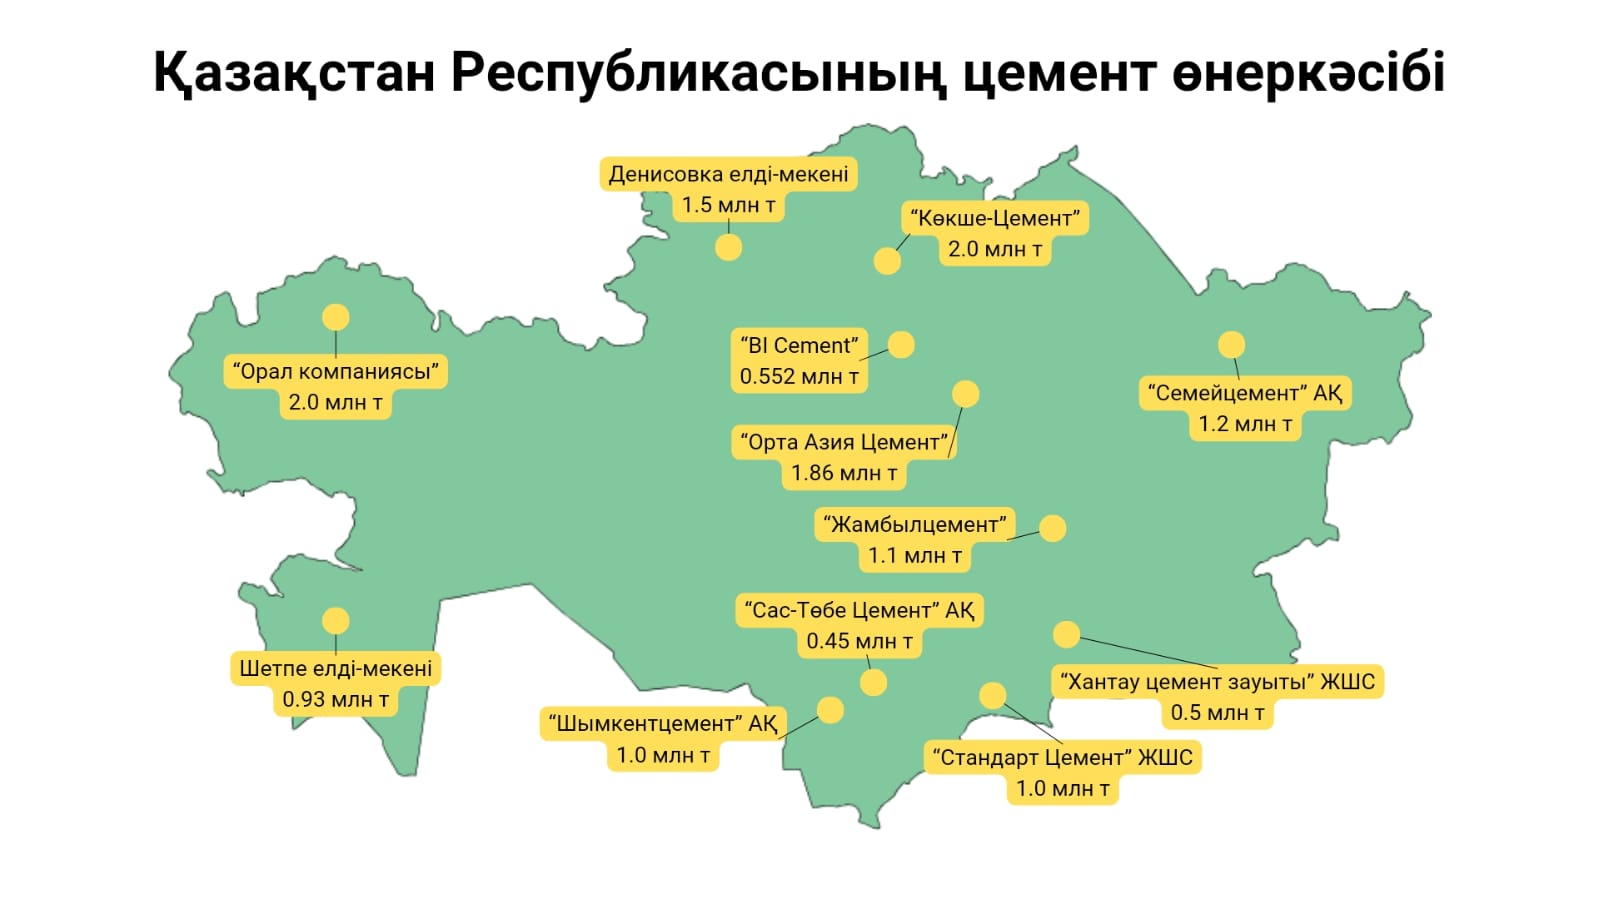 Қазақстан Республикасының цемент өнеркәсібі
Денисовка елді-мекені
1.5 млн т
“Көкше-Цемент”
2.0 млн т
“Орал компаниясы”
2.0 млн т
“BI Cement”
0.552 млн т
“Семейцемент” АҚ
1.2 млн т
“Орта Азия Цемент”
1.86 млн т
“Жамбылцемент”
1.1 млн т
“Сас-Төбе Цемент” АҚ
0.45 млн т
Шетпе елді-мекені
0.93 млн т
“Хантау цемент зауыты” ЖШС
0.5 млн т
“Шымкентцемент” АҚ
1.0 млн т
“Стандарт Цемент” ЖШС
1.0 млн т